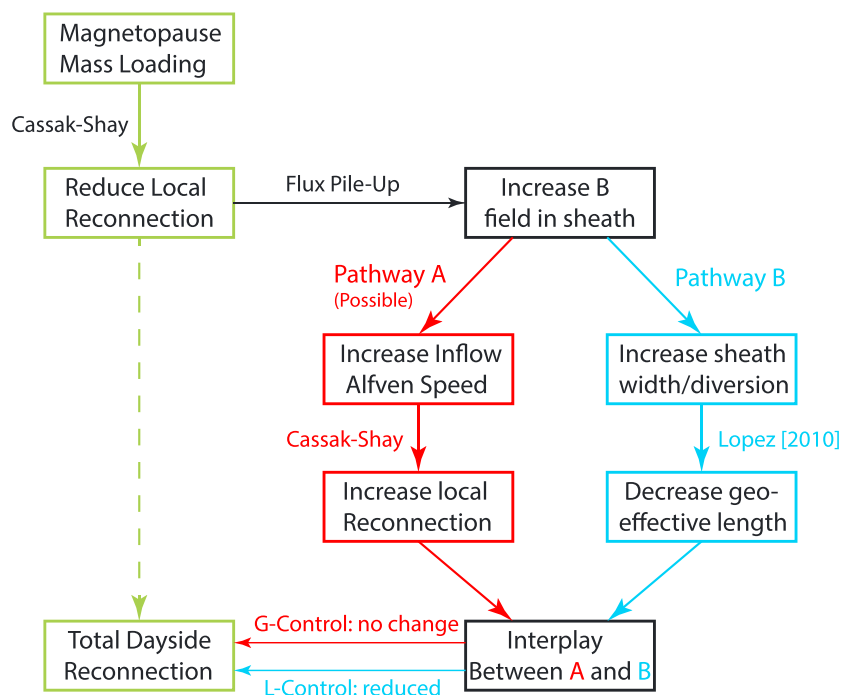 Magnetopause
Mass Loading
Cassak-Shay
Reduce Local
Reconnection
Flux Pile-Up
Increase B
field in sheath
Pathway A
(Possible)
Pathway B
Increase Inflow
Alfven Speed
Increase sheath
width/diversion
Cassak-Shay
Lopez [2010]
Increase local
Reconnection
Decrease geo-
effective length
Total Dayside
Reconnection
G-Control: no change
L-Control: reduced
Interplay
Between A and B